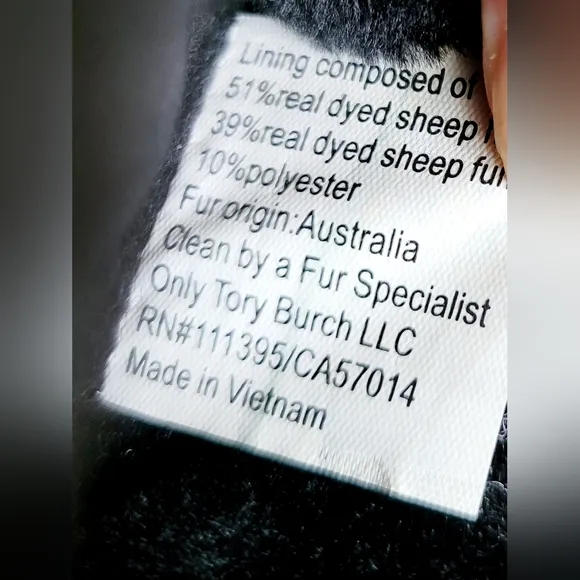 Lining composed of
51%real dyed sheep
39%real dyed sheep fur
10%polyester
Fur origin:Australia
Clean by a Fur Specialist
Only Tory Burch LLC
RN#111395/CA57014
Made in Vietnam